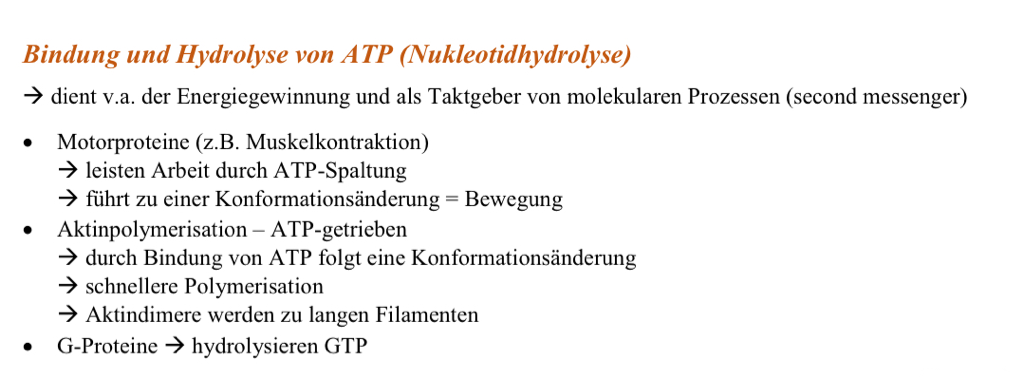 Bindung und Hydrolyse von ATP (Nukleotidhydrolyse)
→ dient v.a. der Energiegewinnung und als Taktgeber von molekularen Prozessen (second messenger)
• Motorproteine (z.B. Muskelkontraktion)
→ leisten Arbeit durch ATP-Spaltung
→ führt zu einer Konformationsänderung = Bewegung
• Aktinpolymerisation – ATP-getrieben
→ durch Bindung von ATP folgt eine Konformationsänderung
→ schnellere Polymerisation
→ Aktindimere werden zu langen Filamenten
• G-Proteine → hydrolysieren GTP